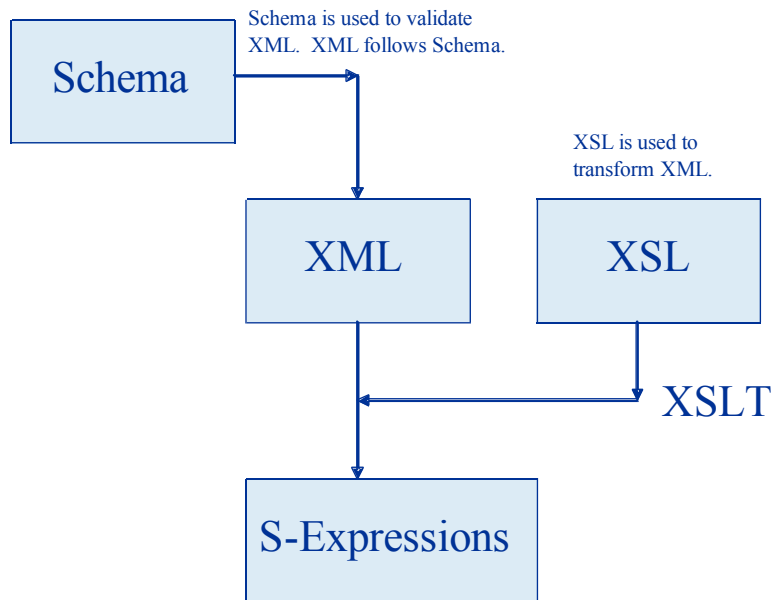 Schema is used to validate
XML. XML follows Schema.
Schema
XSL is used to
transform XML.
XML
XSL
XSLT
S-Expressions